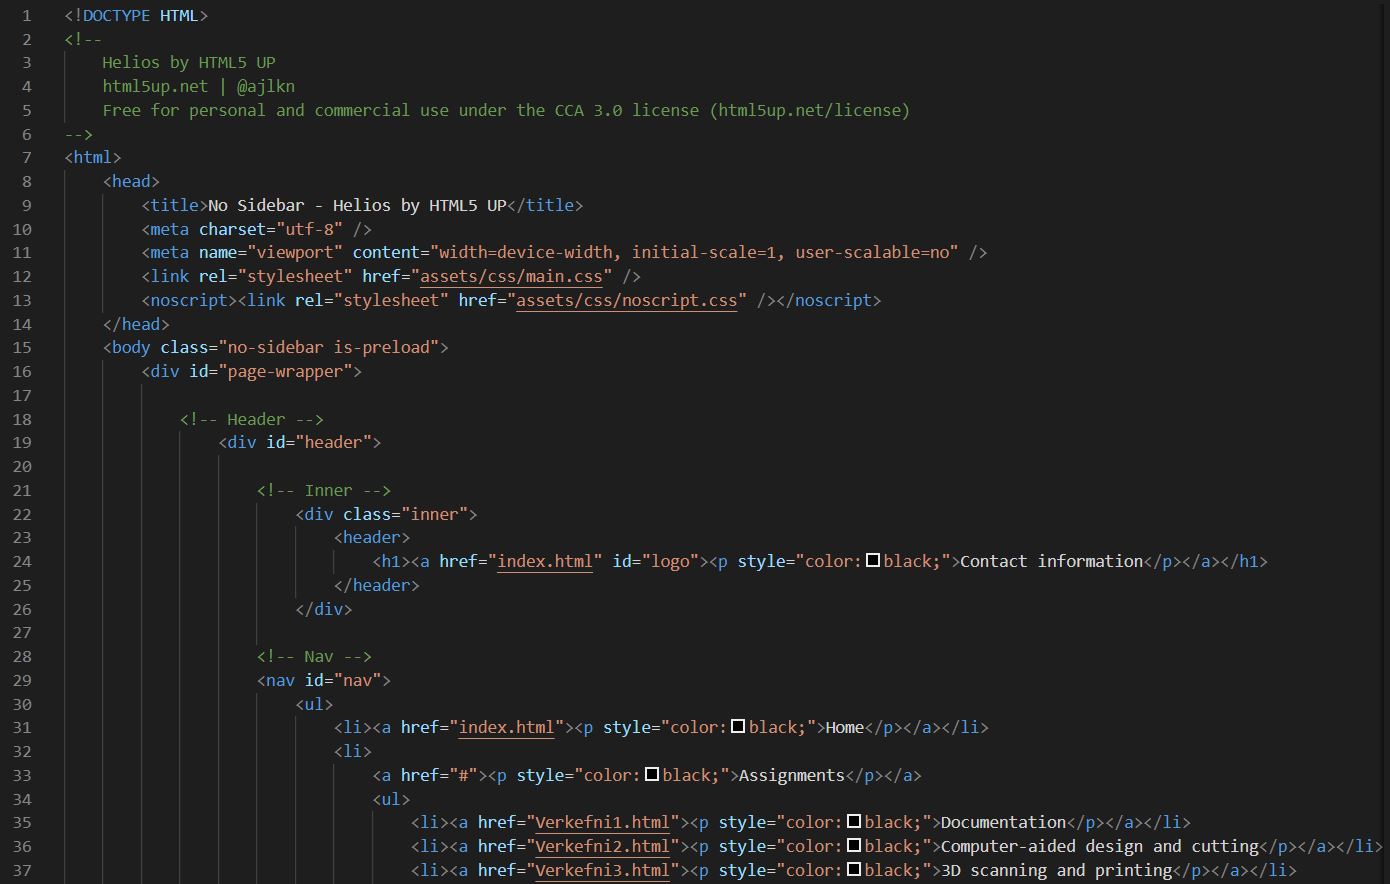 1 <!DOCTYPE HTML>
2 <!--
3 Helios by HTML5 UP
4 html5up.net | @ajlkn
5 Free for personal and commercial use under the CCA 3.0 license (html5up.net/license)
6 -->
7 <html>
8 <head>
9 <title>No Sidebar - Helios by HTML5 UP</title>
10 <meta charset="utf-8" />
11 <meta name="viewport" content="width=device-width, initial-scale=1, user-scalable=no" />
12 <link rel="stylesheet" href="assets/css/main.css" />
13 <noscript><link rel="stylesheet" href="assets/css/noscript.css" /></noscript>
14 </head>
15 <body class="no-sidebar is-preload">
16 <div id="page-wrapper">
17
18 <!-- Header -->
19 <div id="header">
20
21 <!-- Inner -->
22 <div class="inner">
23 <header>
24 <h1><a href="index.html" id="logo"><p style="color:black;">Contact information</p></a></h1>
25 </header>
26 </div>
27
28 <!-- Nav -->
29 <nav id="nav">
30 <ul>
31 <li><a href="index.html"><p style="color:black;">Home</p></a></li>
32 <li>
33 <a href="#"><p style="color:black;">Assignments</p></a>
34 <ul>
35 <li><a href="Verkefni1.html"><p style="color:black;">Documentation</p></a></li>
36 <li><a href="Verkefni2.html"><p style="color:black;">Computer-aided design and cutting</p></a></li>
37 <li><a href="Verkefni3.html"><p style="color:black;">3D scanning and printing</p></a></li>